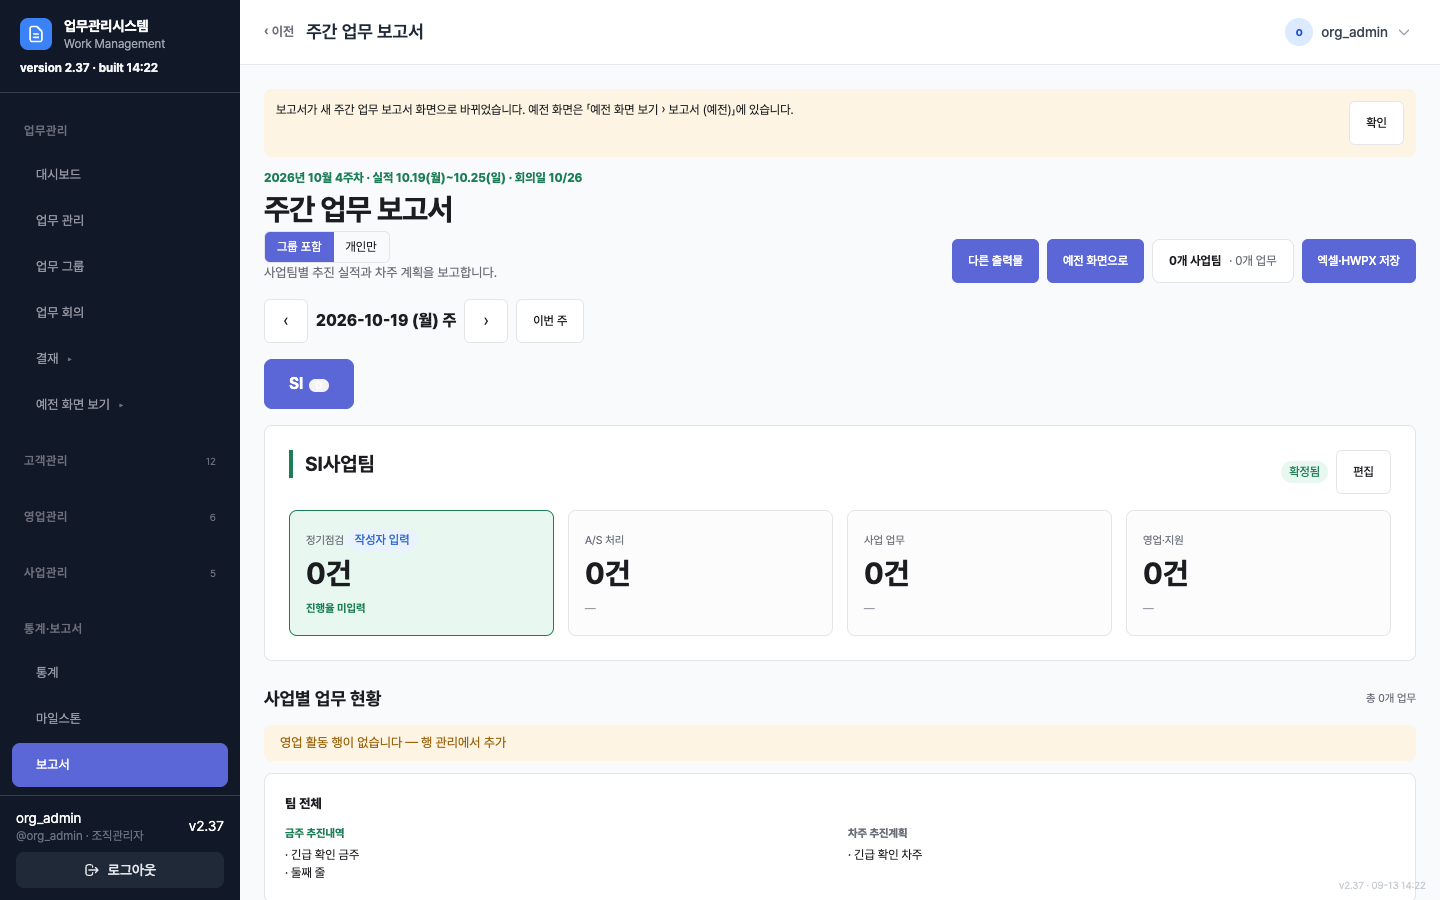 업무관리시스템
Work Management
version 2.37 · built 14:22
업무관리
대시보드
업무 관리
업무 그룹
업무 회의
결재 ▸
예전 화면 보기 ▸
고객관리 12
영업관리 6
사업관리 5
통계·보고서
통계
마일스톤
보고서
org_admin
@org_admin · 조직관리자
v2.37
로그아웃
‹ 이전 주간 업무 보고서
o org_admin
보고서가 새 주간 업무 보고서 화면으로 바뀌었습니다. 예전 화면은 「예전 화면 보기 › 보고서 (예전)」에 있습니다.
확인
2026년 10월 4주차 · 실적 10.19(월)~10.25(일) · 회의일 10/26
주간 업무 보고서
그룹 포함 개인만
사업팀별 추진 실적과 차주 계획을 보고합니다.
다른 출력물 예전 화면으로 0개 사업팀 · 0개 업무 엑셀·HWPX 저장
‹ 2026-10-19 (월) 주 › 이번 주
SI
SI사업팀
확정됨 편집
정기점검 작성자 입력
0건
진행율 미입력
A/S 처리
0건
—
사업 업무
0건
—
영업·지원
0건
—
사업별 업무 현황
총 0개 업무
영업 활동 행이 없습니다 — 행 관리에서 추가
팀 전체
금주 추진내역
· 긴급 확인 금주
· 둘째 줄
차주 추진계획
· 긴급 확인 차주
v2.37 · 09-13 14:22